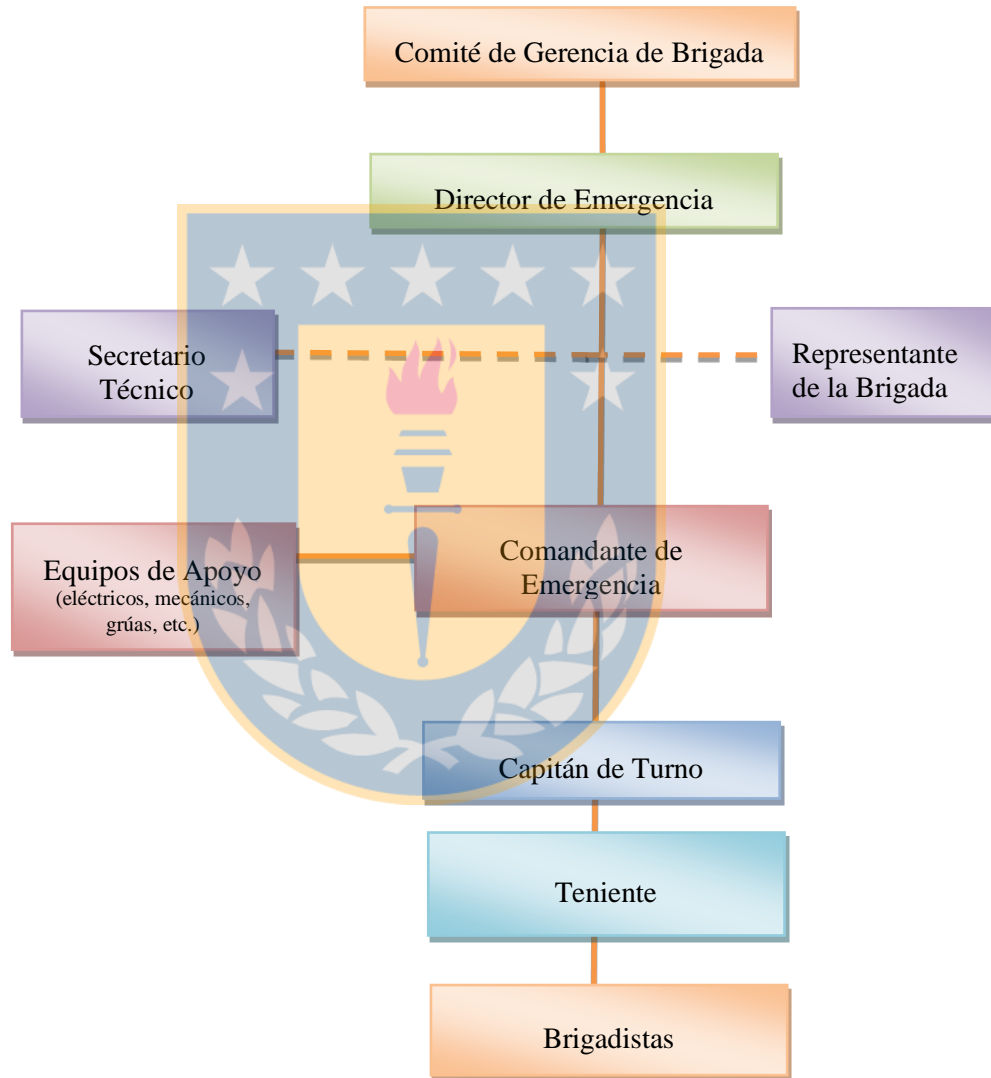 Comité de Gerencia de Brigada
Director de Emergencia
Secretario
Técnico
Representante
de la Brigada
Equipos de Apoyo
(eléctricos, mecánicos,
grúas, etc.)
Comandante de
Emergencia
Capitán de Turno
Teniente
Brigadistas